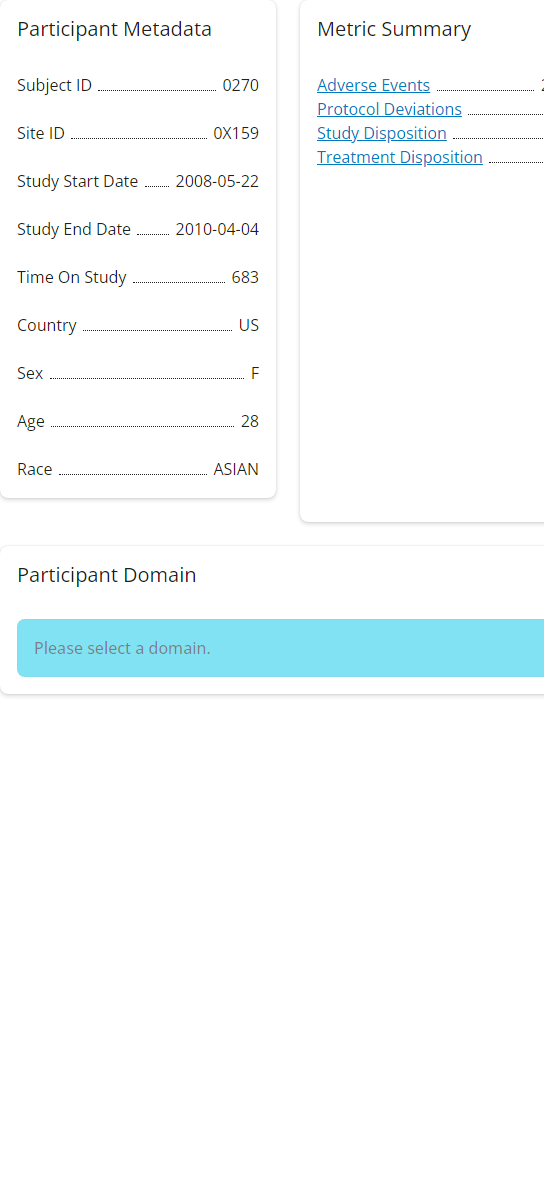 Participant Metadata
Subject ID 0270
Site ID 0X159
Study Start Date 2008-05-22
Study End Date 2010-04-04
Time On Study 683
Country US
Sex F
Age 28
Race ASIAN
Metric Summary
Adverse Events
Protocol Deviations
Study Disposition
Treatment Disposition
Participant Domain
Please select a domain.